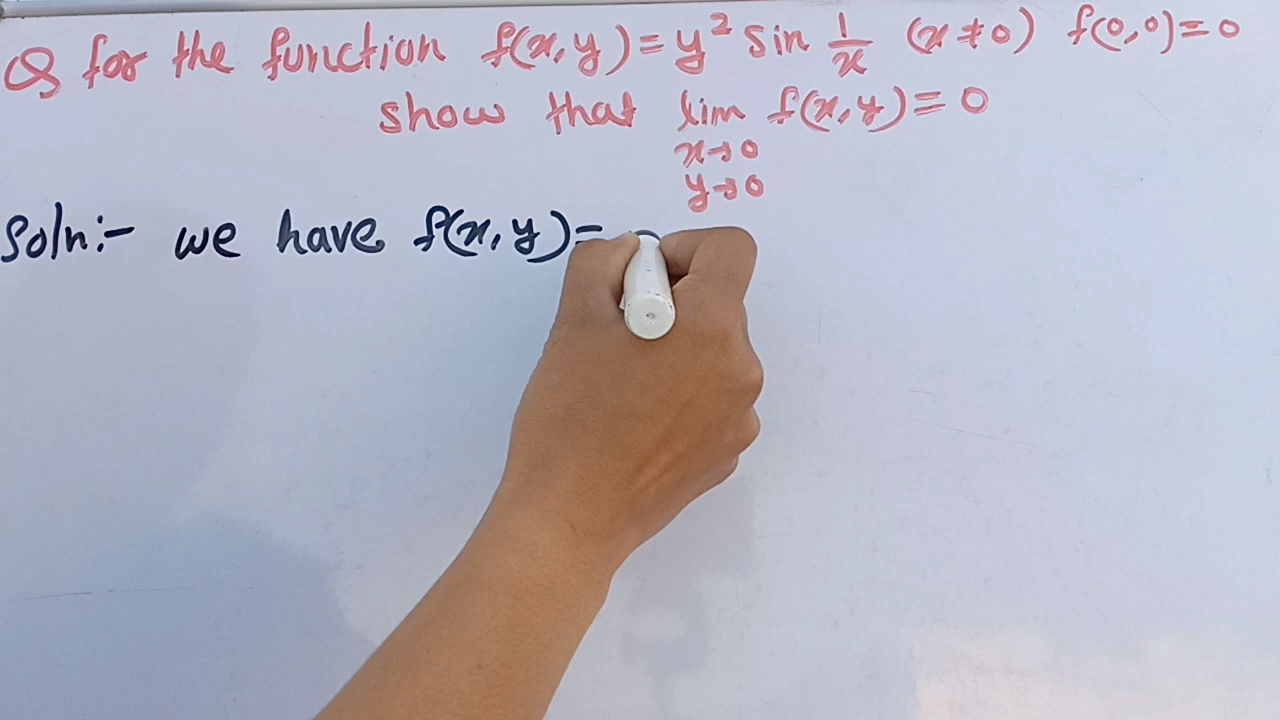 Q for the function f(x,y)=y² sin 1/x (x≠0) f(0,0)=0
show that lim f(x,y)=0
x→0
y→0
Soln:- we have f(x,y)=